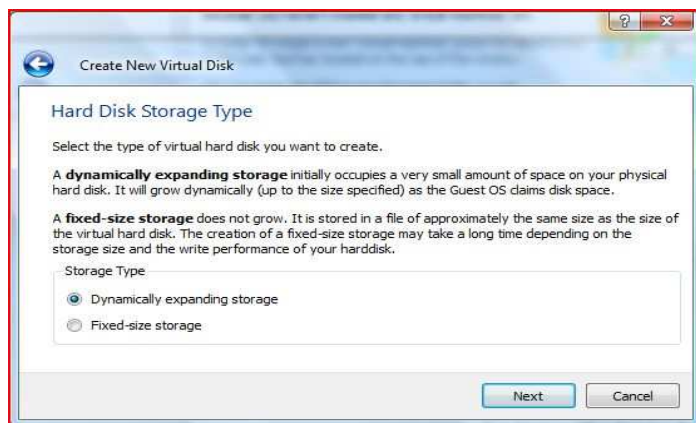 Create New Virtual Disk
Hard Disk Storage Type
Select the type of virtual hard disk you want to create.
A dynamically expanding storage initially occupies a very small amount of space on your physical
hard disk. It will grow dynamically (up to the size specified) as the Guest OS claims disk space.
A fixed-size storage does not grow. It is stored in a file of approximately the same size as the size of
the virtual hard disk. The creation of a fixed-size storage may take a long time depending on the
storage size and the write performance of your harddisk.
Storage Type
Dynamically expanding storage
Fixed-size storage
Next Cancel